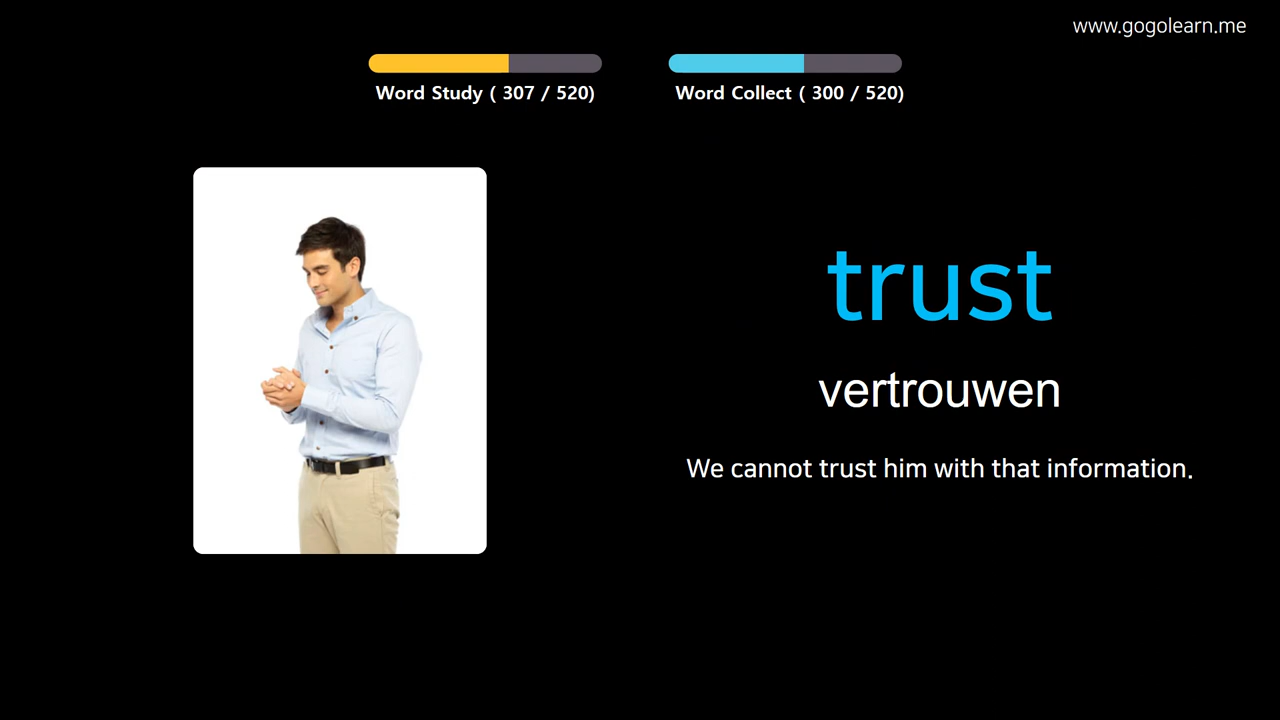 www.gogolearn.me
Word Study ( 307 / 520)
Word Collect ( 300 / 520)
trust
vertrouwen
We cannot trust him with that information.